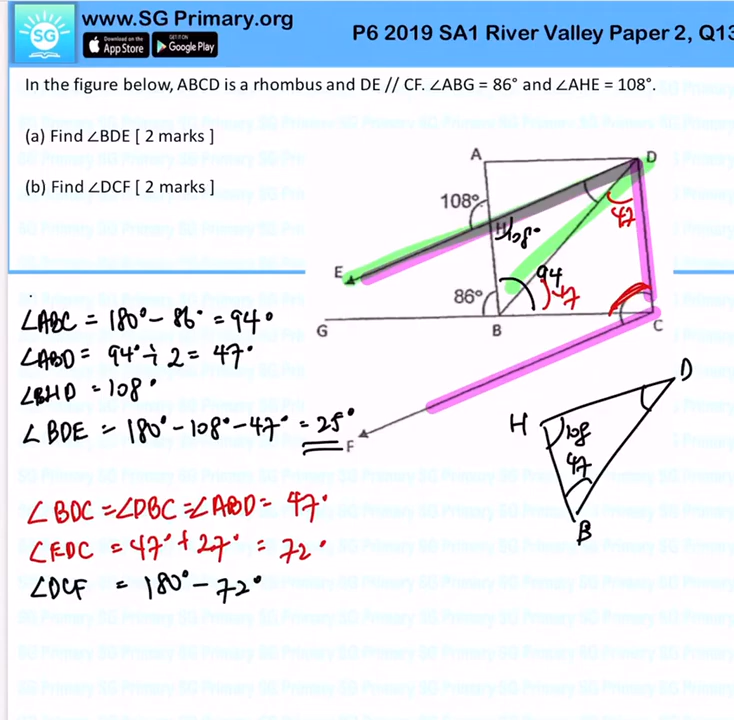 www.SG Primary.org
SG
Download on the
App Store
GET IT ON
Google Play
P6 2019 SA1 River Valley Paper 2, Q13
In the figure below, ABCD is a rhombus and DE // CF. ∠ABG = 86° and ∠AHE = 108°.
(a) Find ∠BDE [ 2 marks ]
(b) Find ∠DCF [ 2 marks ]
A
D
108°
47
H
108°
E
94
86°
47
G
B
C
∠ABC = 180° - 86° = 94°
∠ABD = 94° ÷ 2 = 47°
∠BHD = 108°
∠BDE = 180° - 108° - 47° = 25°
F
D
H
108
47
B
∠BDC = ∠DBC = ∠ABD = 47°
∠EDC = 47° + 27° = 72°
∠DCF = 180° - 72°